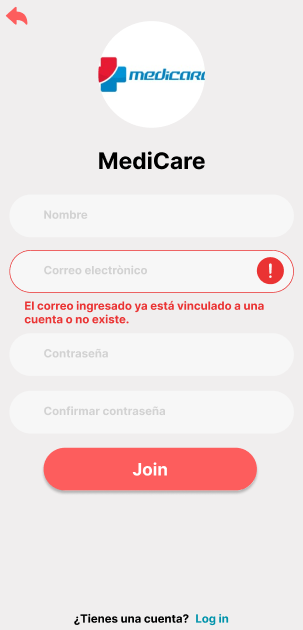 medicare
MediCare
Nombre
Correo electrònico
El correo ingresado ya está vinculado a una
cuenta o no existe.
Contraseña
Confirmar contraseña
Join
¿Tienes una cuenta? Log in